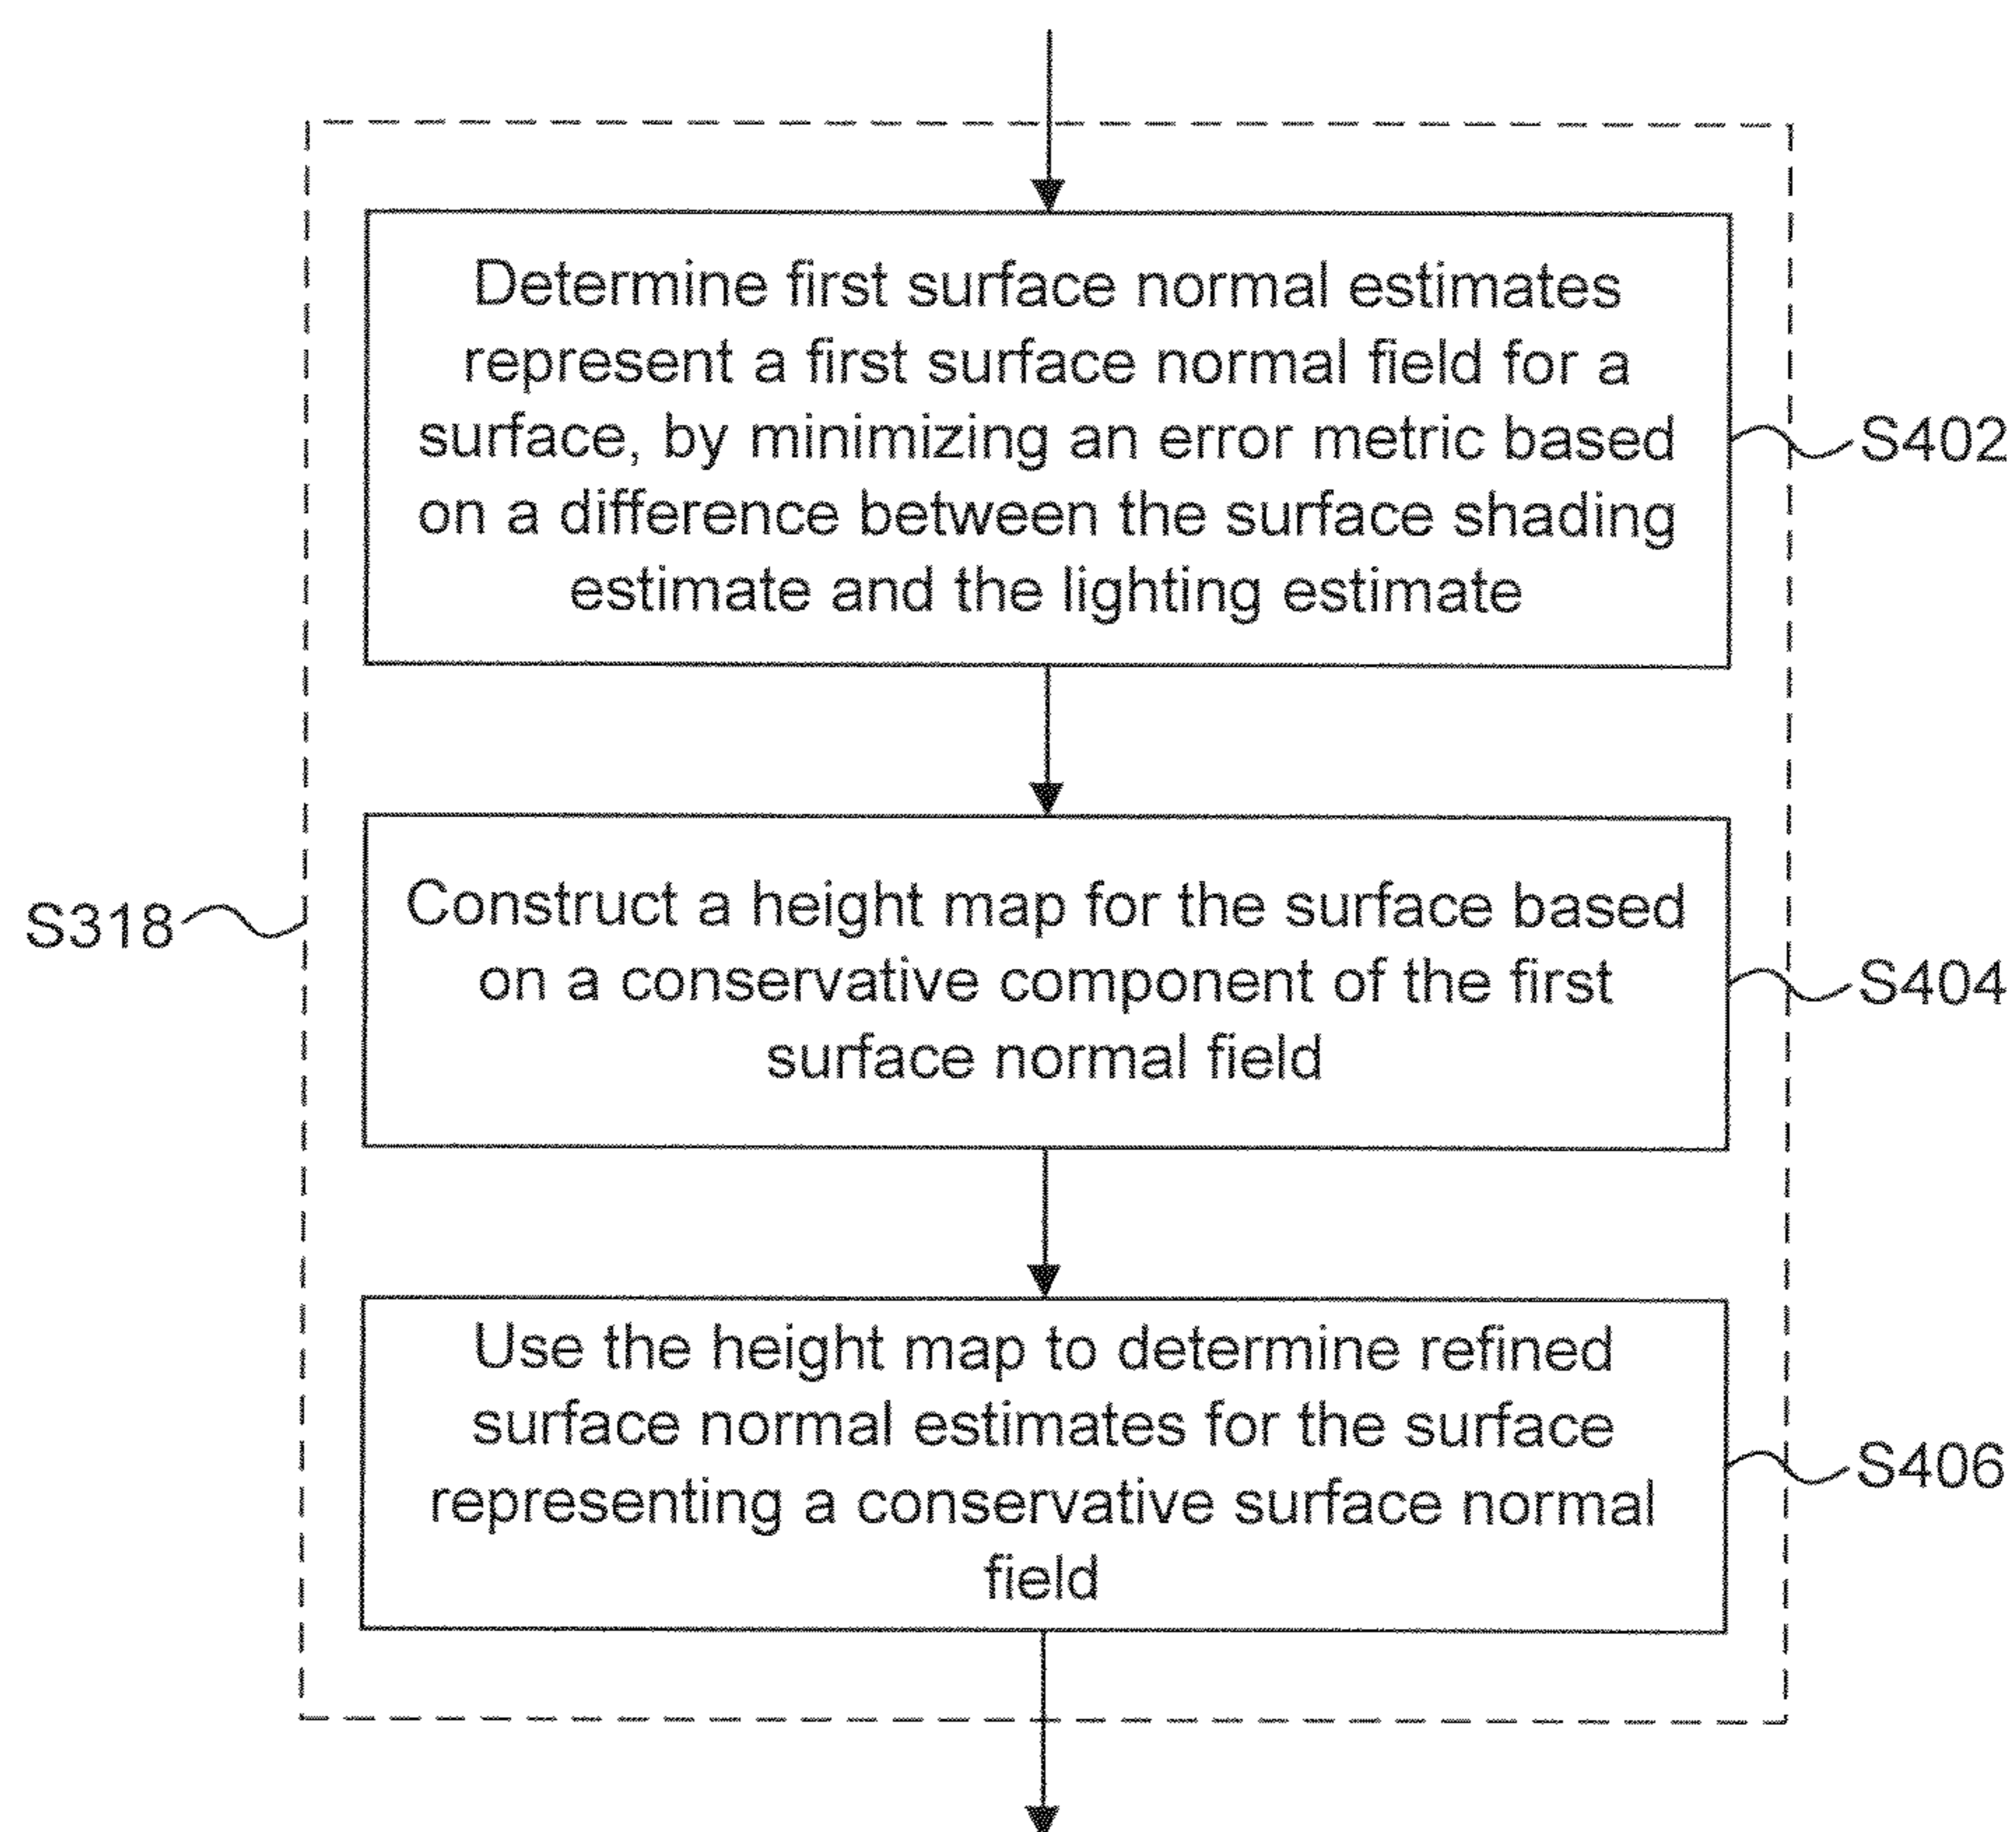 Determine first surface normal estimates
represent a first surface normal field for a
surface, by minimizing an error metric based
on a difference between the surface shading
estimate and the lighting estimate
S402
Construct a height map for the surface based
on a conservative component of the first
surface normal field
S318
S404
Use the height map to determine refined
surface normal estimates for the surface
representing a conservative surface normal
field
S406